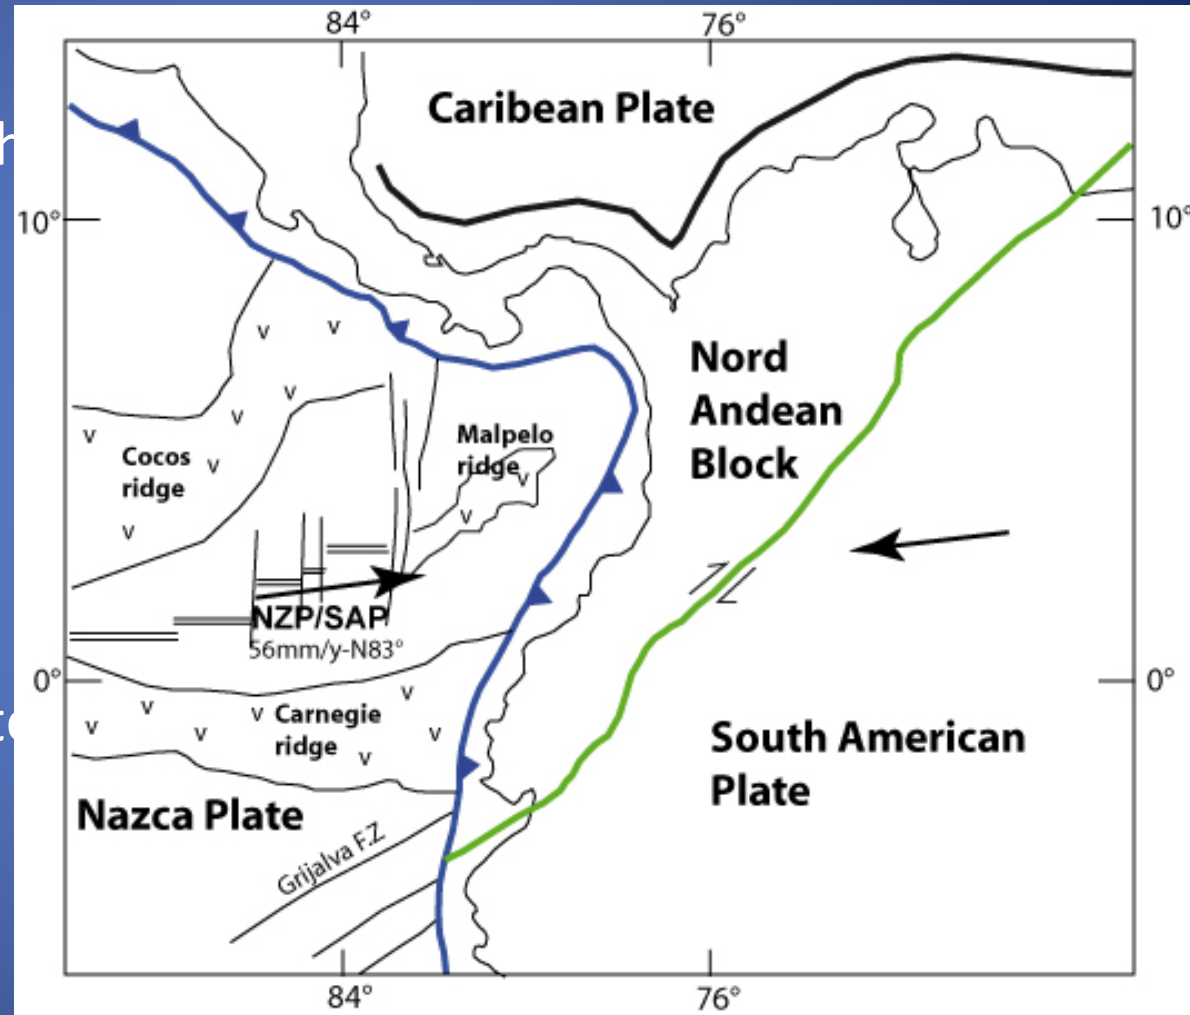 84°
76°
Caribean Plate
10°
10°
Nord
Andean
Block
Malpelo
ridge
Cocos
ridge
v v v v v v v v v
NZP/SAP
56mm/y-N83°
0°
0°
Carnegie
ridge
v v v v v v v
South American
Plate
Nazca Plate
Grijalva F.Z
84°
76°